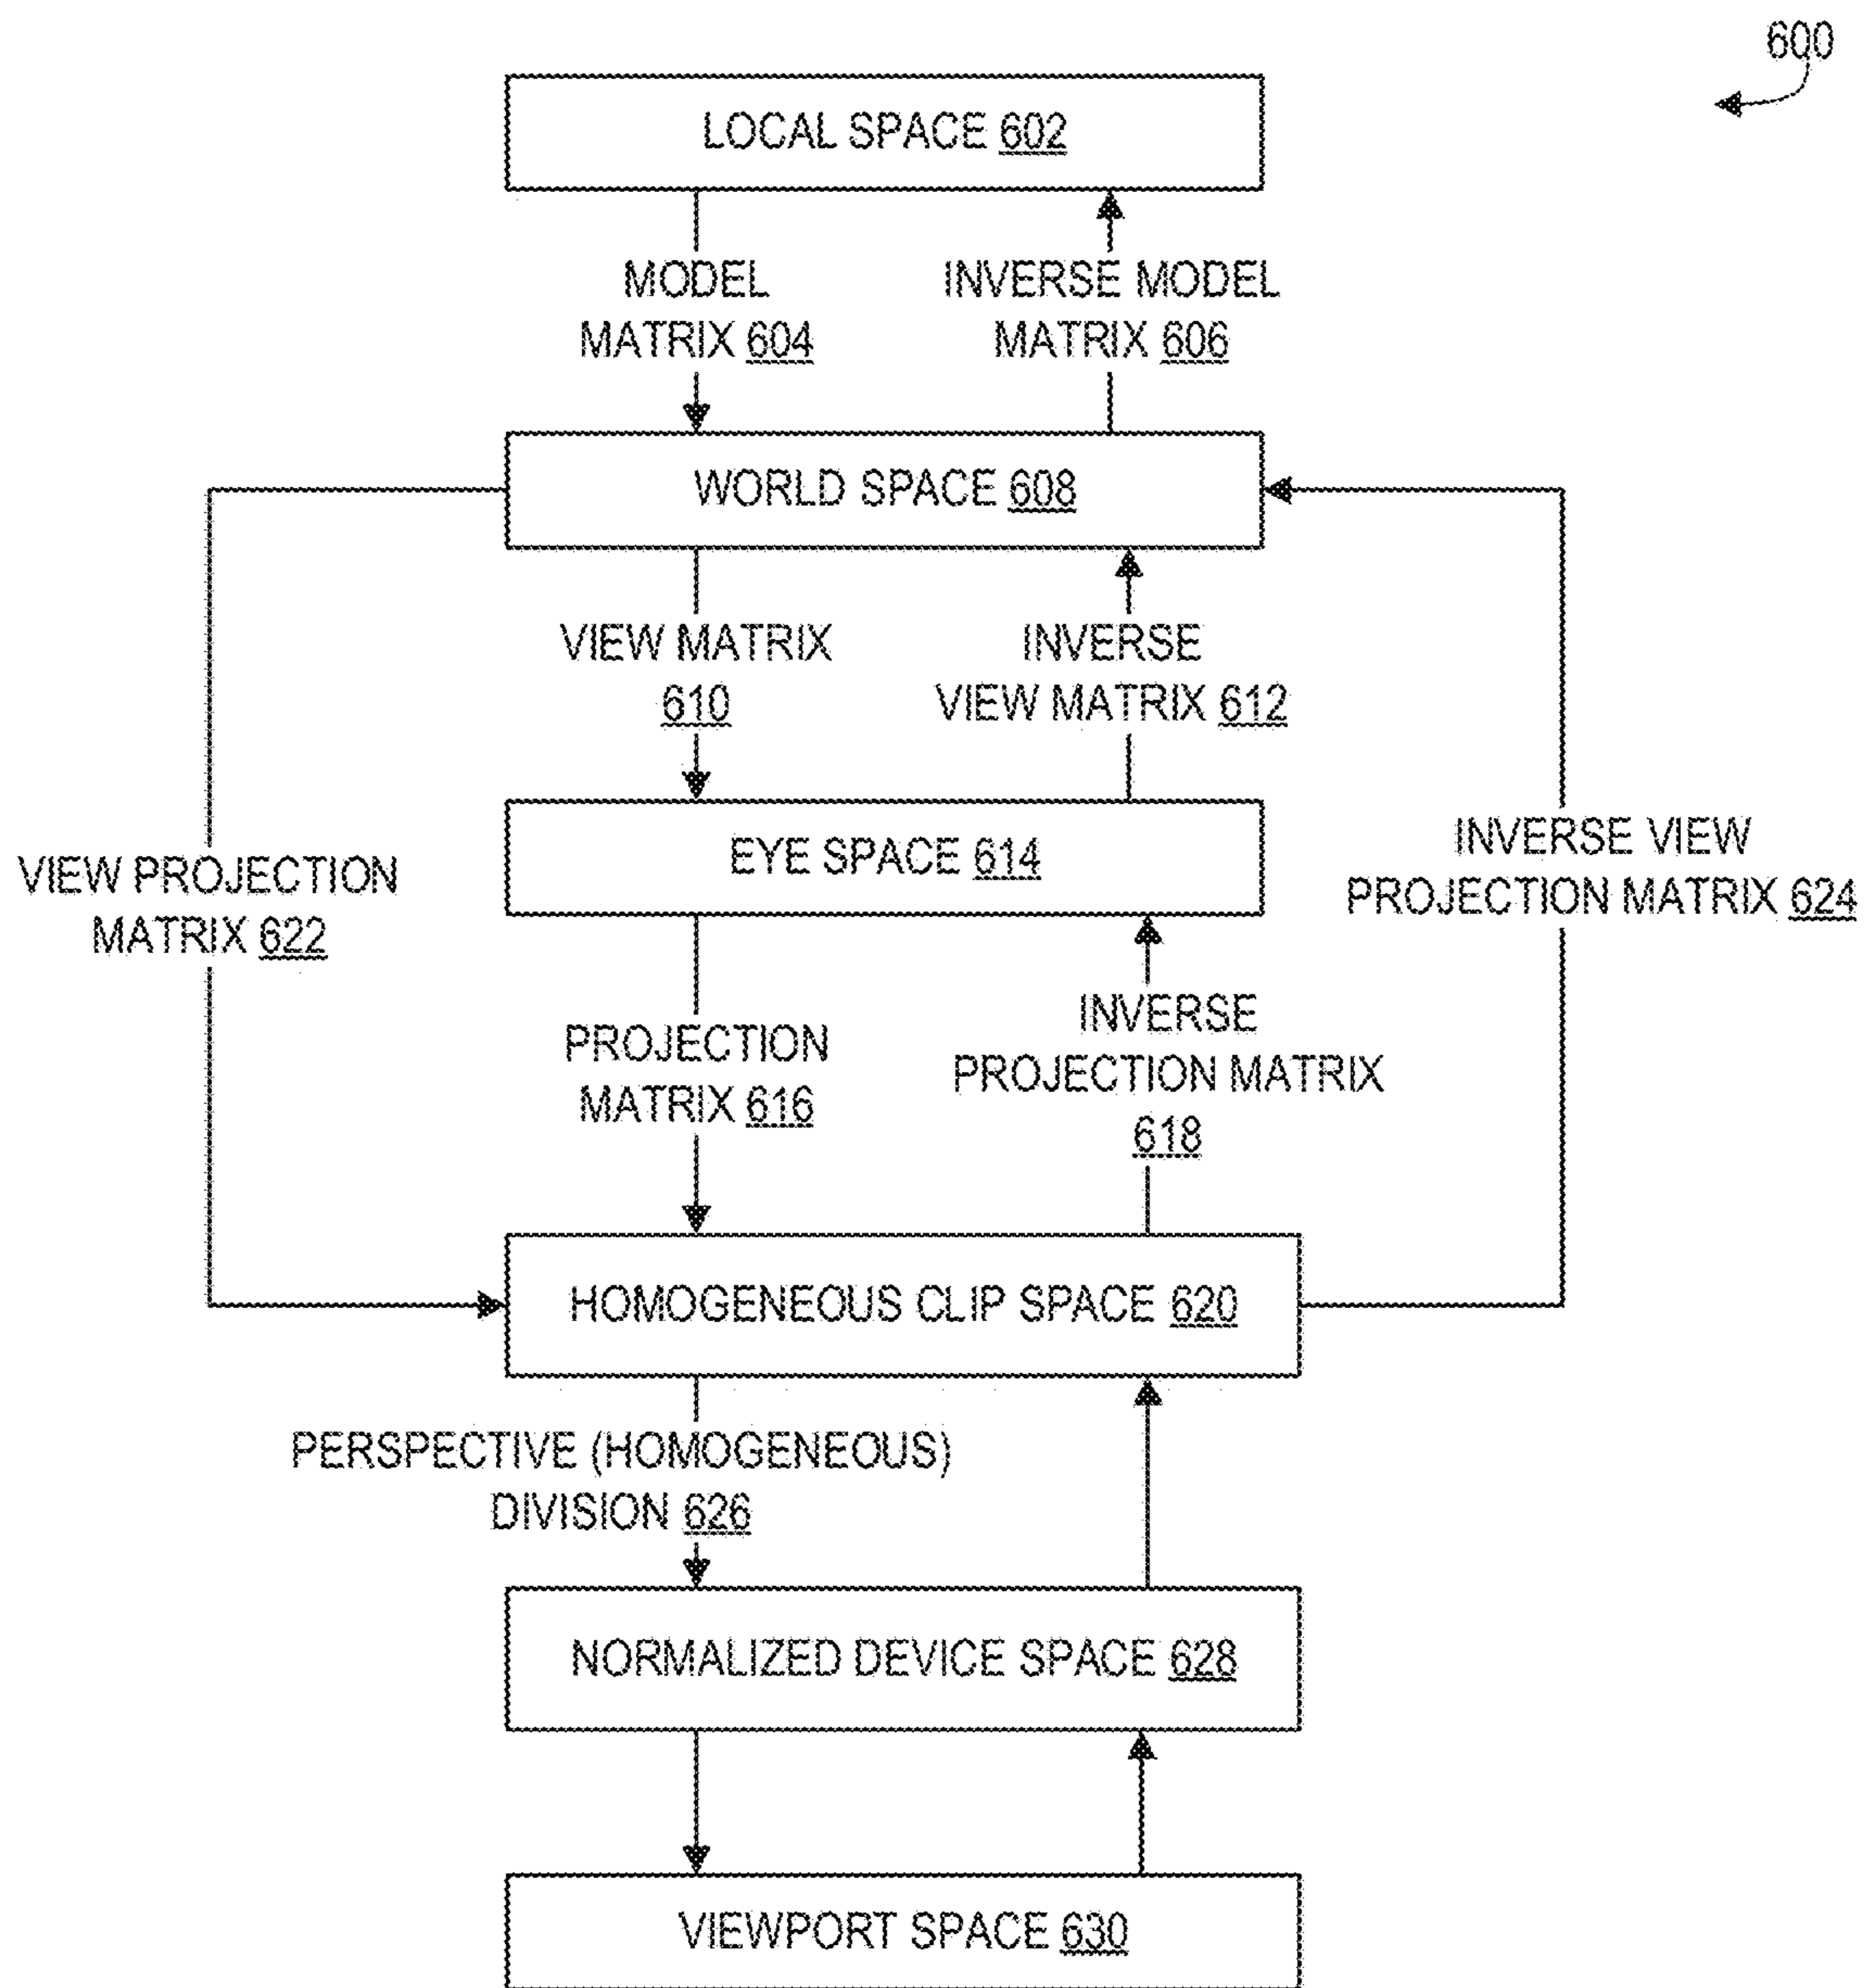 600
LOCAL SPACE 602
MODEL
MATRIX 604
INVERSE MODEL
MATRIX 606
WORLD SPACE 608
VIEW MATRIX
610
INVERSE
VIEW MATRIX 612
EYE SPACE 614
VIEW PROJECTION
MATRIX 622
INVERSE VIEW
PROJECTION MATRIX 624
PROJECTION
MATRIX 616
INVERSE
PROJECTION MATRIX
618
HOMOGENEOUS CLIP SPACE 620
PERSPECTIVE (HOMOGENEOUS)
DIVISION 626
NORMALIZED DEVICE SPACE 628
VIEWPORT SPACE 630